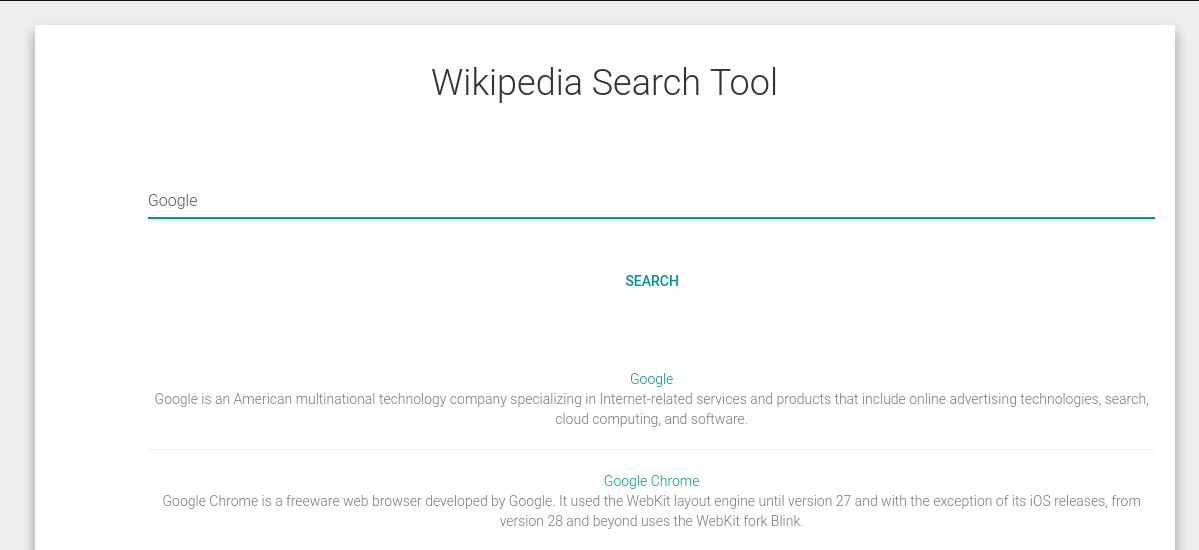 Wikipedia Search Tool
Google
SEARCH
Google
Google is an American multinational technology company specializing in Internet-related services and products that include online advertising technologies, search,
cloud computing, and software.
Google Chrome
Google Chrome is a freeware web browser developed by Google. It used the WebKit layout engine until version 27 and with the exception of its iOS releases, from
version 28 and beyond uses the WebKit fork Blink.